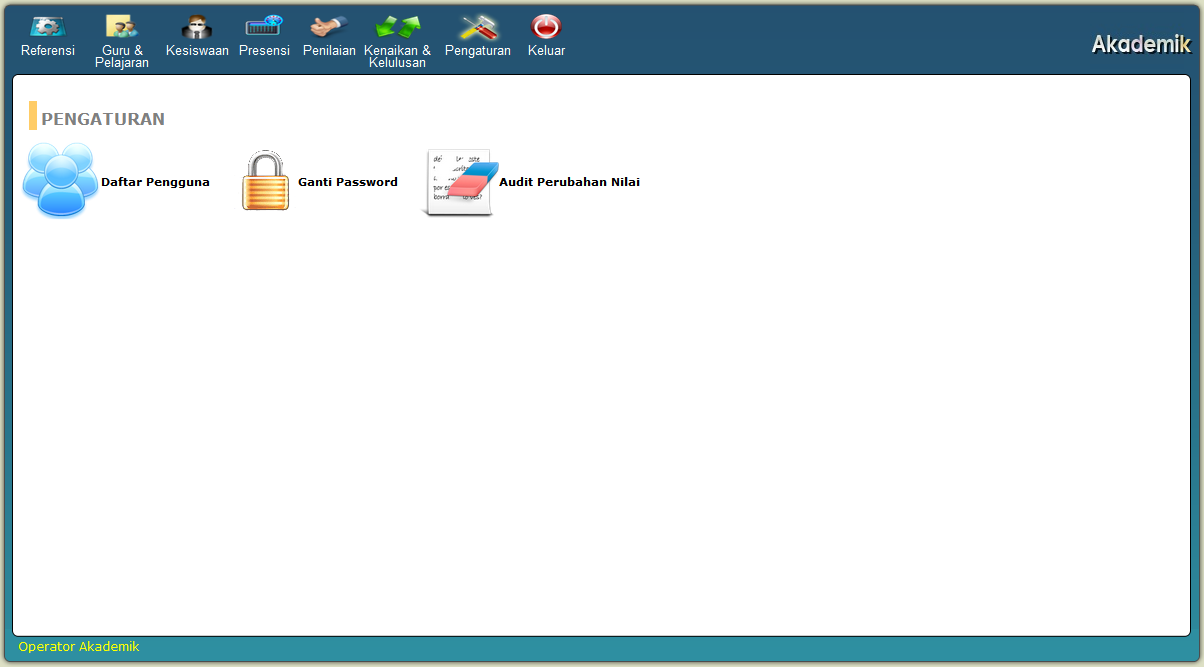 Referensi
Guru &
Pelajaran
Kesiswaan
Presensi
Penilaian
Kenaikan &
Kelulusan
Pengaturan
Keluar
Akademik
PENGATURAN
Daftar Pengguna
Ganti Password
Audit Perubahan Nilai
Operator Akademik